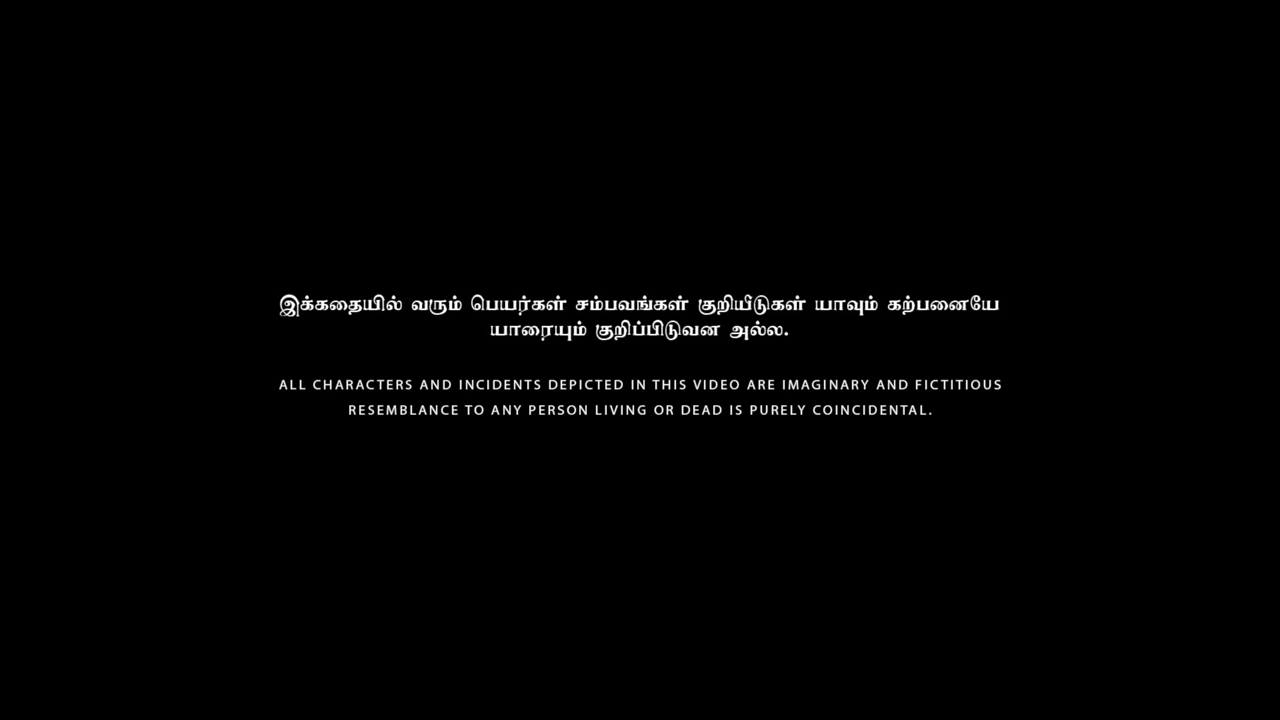 இக்கதையில் வரும் பெயர்கள் சம்பவங்கள் குறியீடுகள் யாவும் கற்பனையே
யாரையும் குறிப்பிடுவன அல்ல.
ALL CHARACTERS AND INCIDENTS DEPICTED IN THIS VIDEO ARE IMAGINARY AND FICTITIOUS
RESEMBLANCE TO ANY PERSON LIVING OR DEAD IS PURELY COINCIDENTAL.